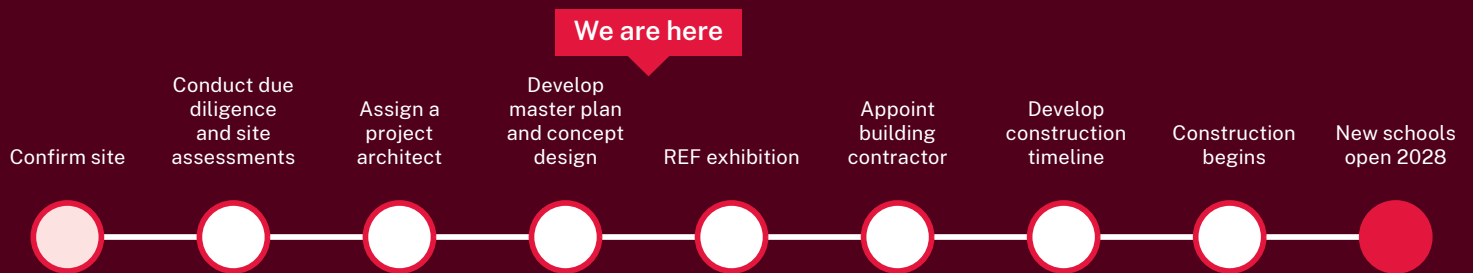 We are here
Confirm site
Conduct due
diligence
and site
assessments
Assign a
project
architect
Develop
master plan
and concept
design
REF exhibition
Appoint
building
contractor
Develop
construction
timeline
Construction
begins
New schools
open 2028